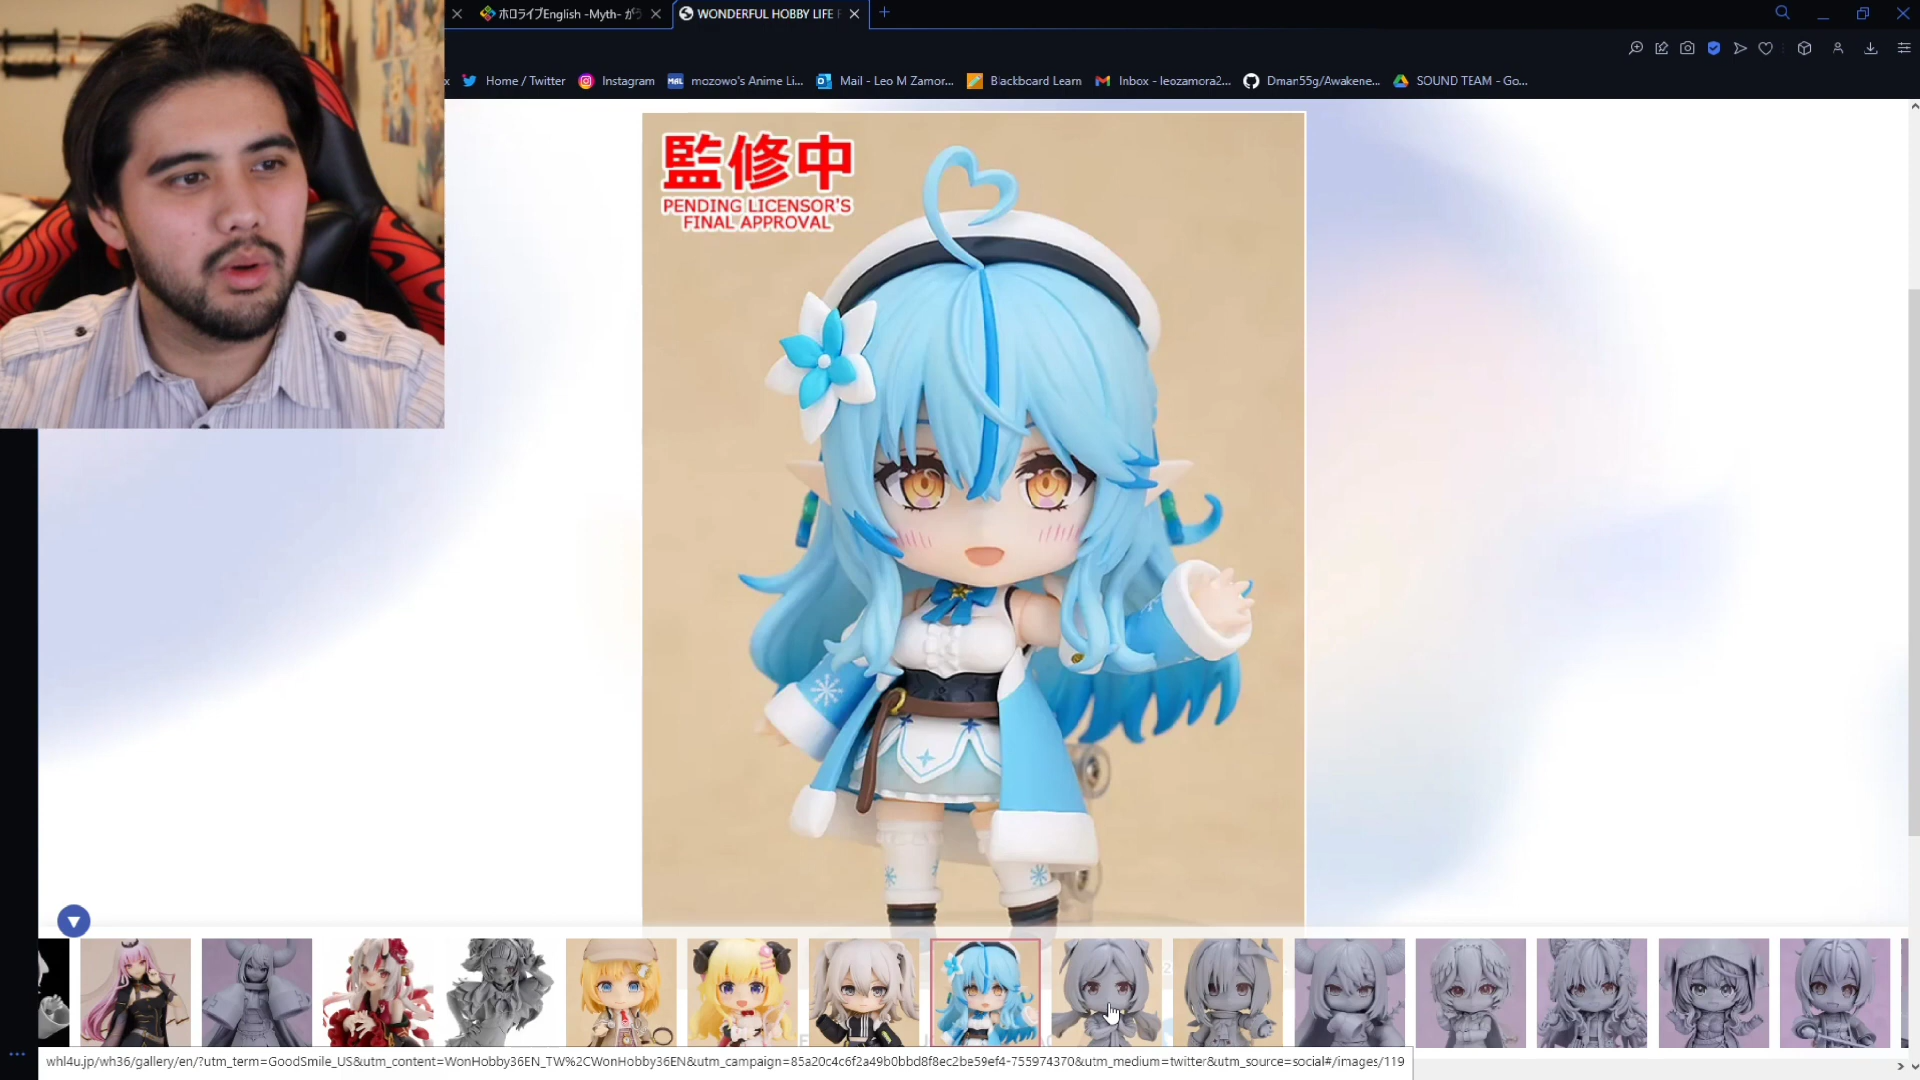 ホロライブEnglish -Myth- が
WONDERFUL HOBBY LIFE F
Home / Twitter
Instagram
MAL
mozowo's Anime Li...
Mail - Leo M Zamor...
Blackboard Learn
Inbox - leozamora2...
Dman55g/Awakene...
SOUND TEAM - Go...
監修中
PENDING LICENSOR'S
FINAL APPROVAL
whl4u.jp/wh36/gallery/en/?utm_term=GoodSmile_US&utm_content=WonHobby36EN_TW%2CWonHobby36EN&utm_campaign=85a20c4c6f2a49b0bbd8f8ec2be59ef4-755974370&utm_medium=twitter&utm_source=social#/images/119